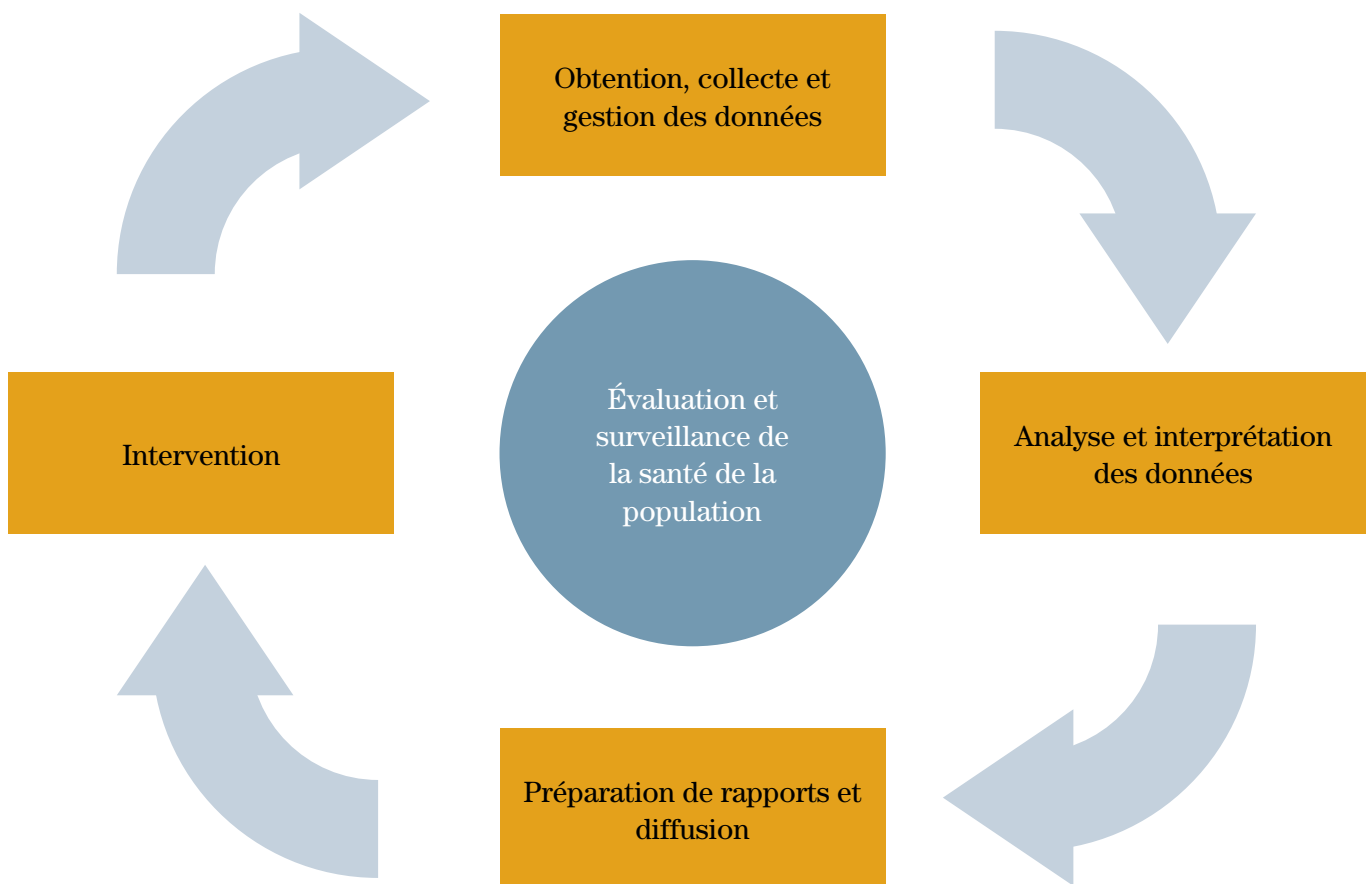 Obtention, collecte et
gestion des données
Évaluation et
surveillance de
la santé de la
population
Intervention
Analyse et interprétation
des données
Préparation de rapports et
diffusion